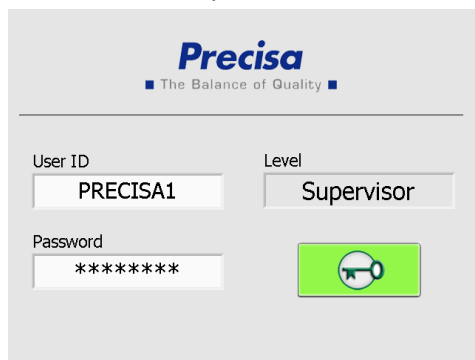 Precisa
■ The Balance of Quality ■
User ID
Level
PRECISA1
Supervisor
Password
********